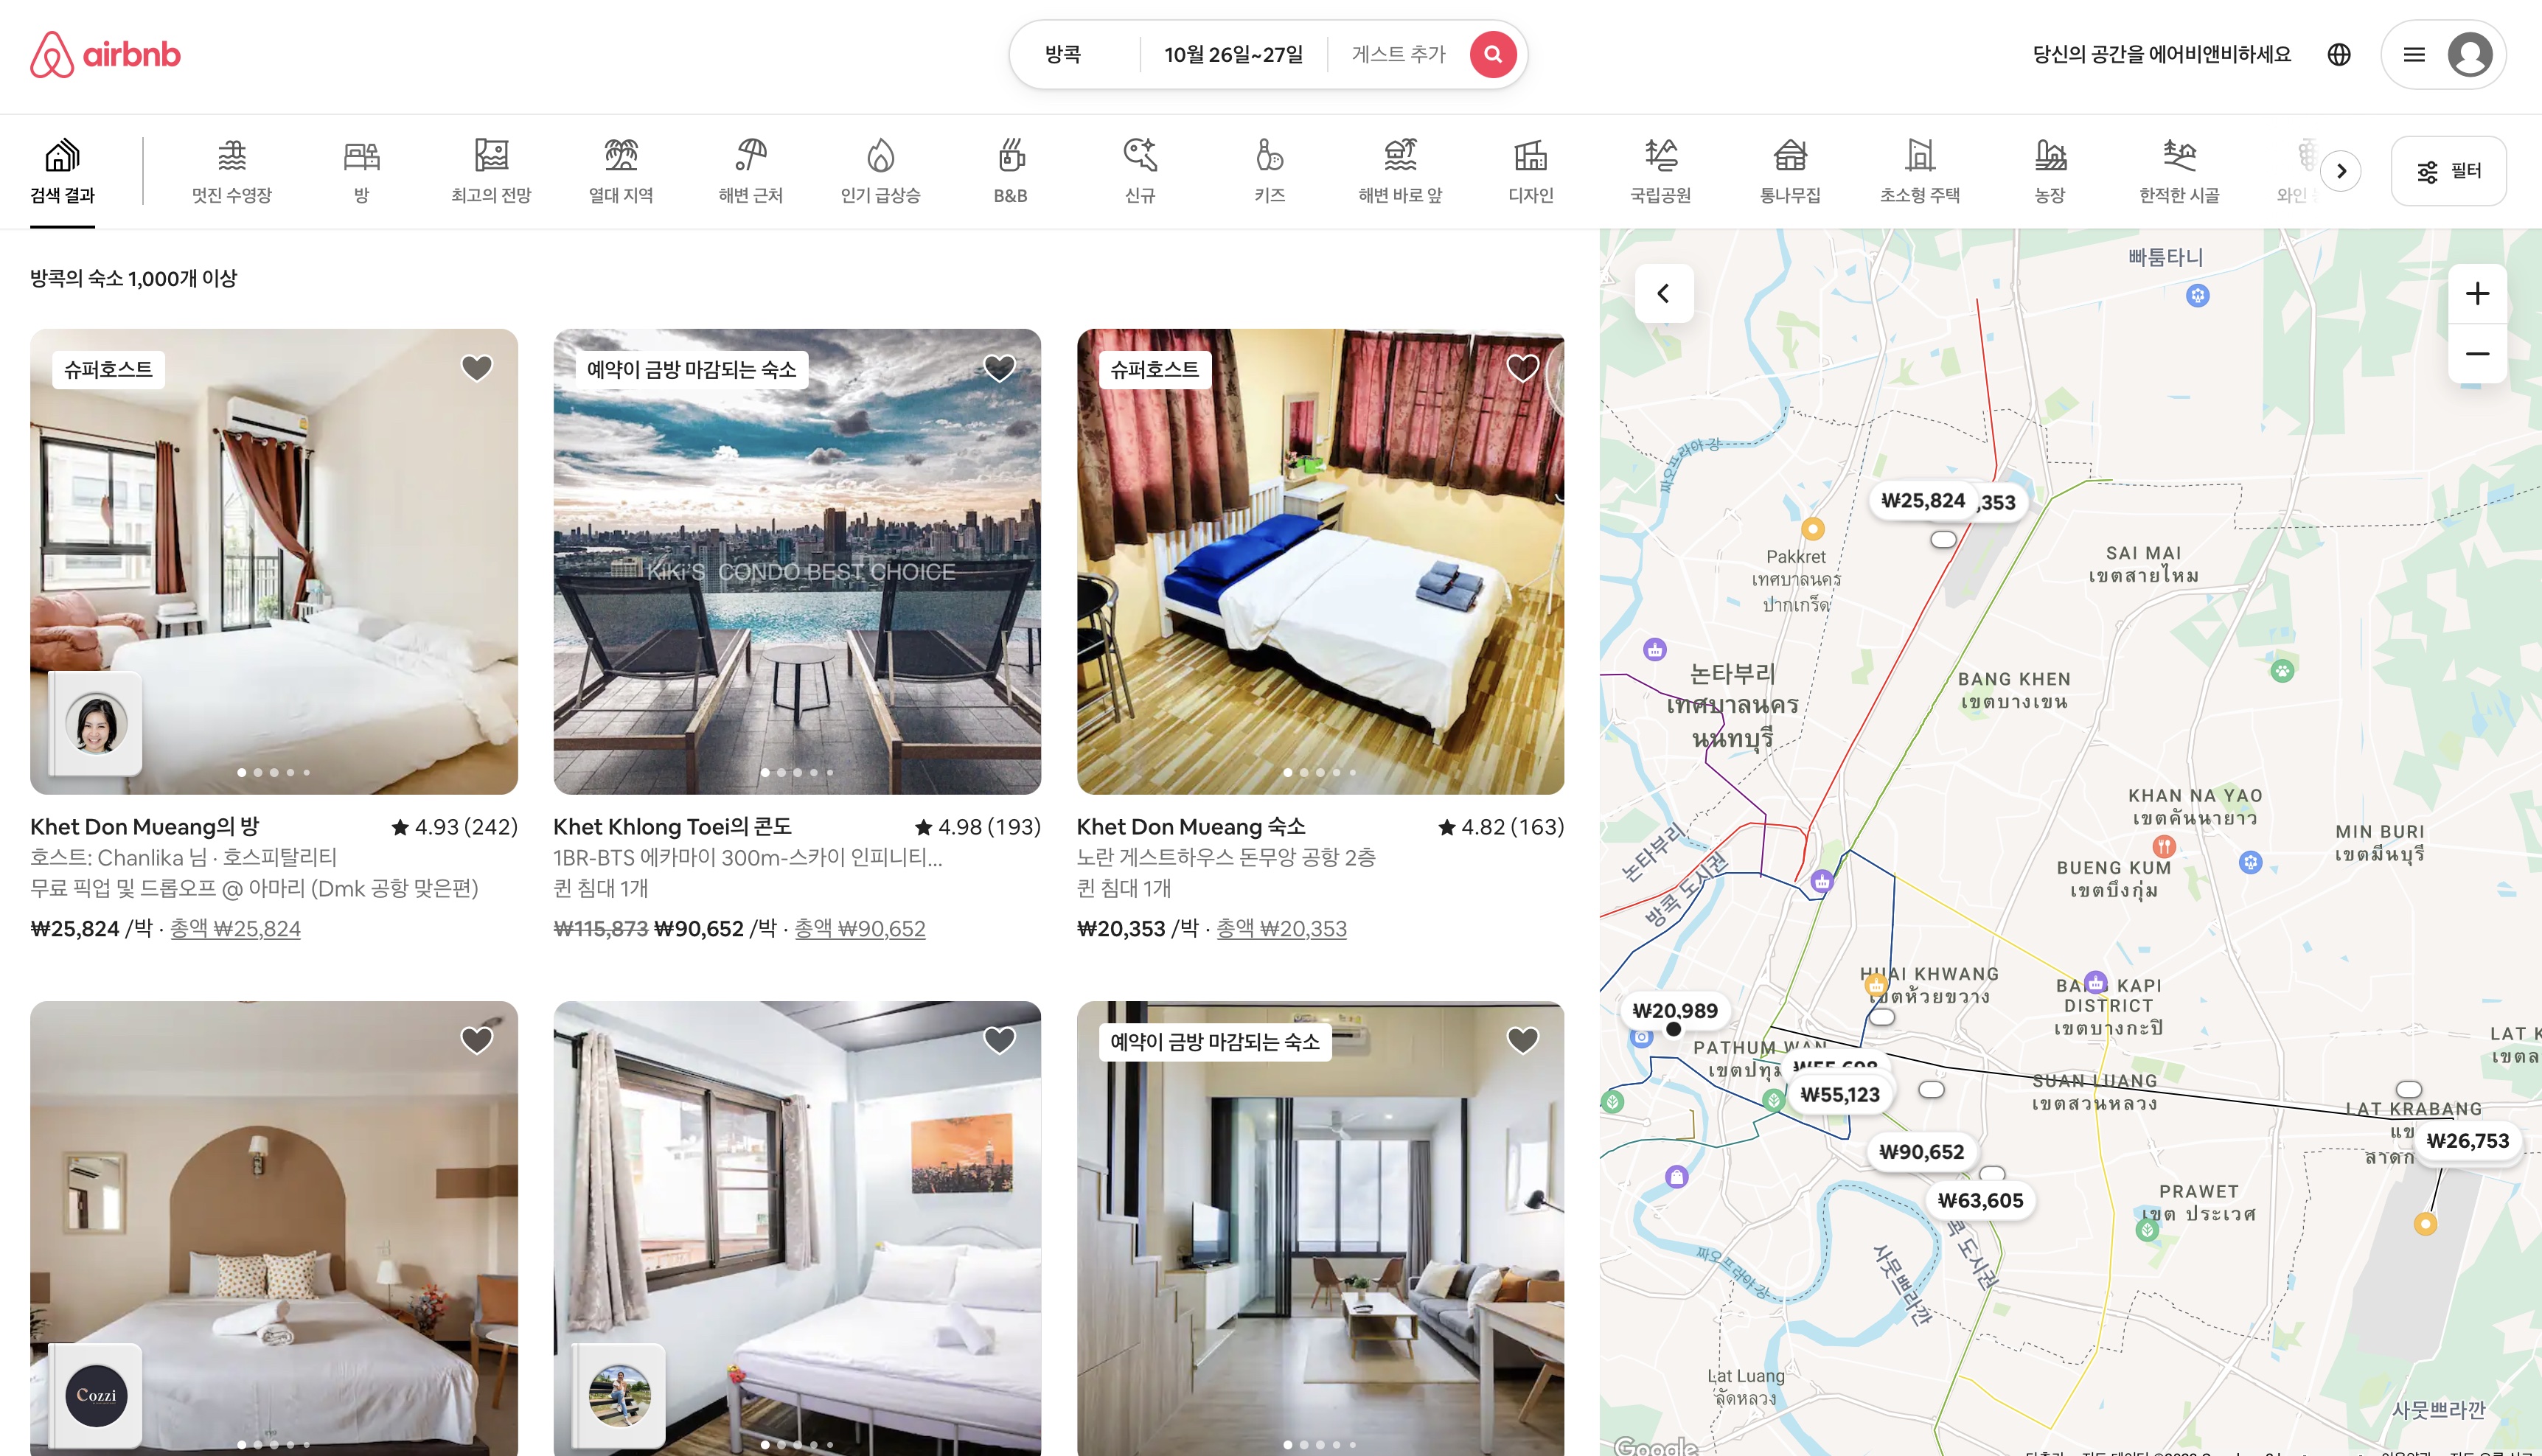 airbnb
방콕
10월 26일~27일
게스트 추가
당신의 공간을 에어비앤비하세요
검색 결과
멋진 수영장
방
최고의 전망
열대 지역
해변 근처
인기 급상승
B&B
신규
키즈
해변 바로 앞
디자인
국립공원
통나무집
초소형 주택
농장
한적한 시골
와인
필터
방콕의 숙소 1,000개 이상
슈퍼호스트
예약이 금방 마감되는 숙소
KiKi'S CONDO BEST CHOICE
슈퍼호스트
Khet Don Mueang의 방
4.93 (242)
호스트: Chanlika 님 · 호스피탈리티
무료 픽업 및 드롭오프 @ 아마리 (Dmk 공항 맞은편)
₩25,824 /박 · 총액 ₩25,824
Khet Khlong Toei의 콘도
4.98 (193)
1BR-BTS 에카마이 300m-스카이 인피니티...
퀸 침대 1개
₩115,873 ₩90,652 /박 · 총액 ₩90,652
Khet Don Mueang 숙소
4.82 (163)
노란 게스트하우스 돈무앙 공항 2층
퀸 침대 1개
₩20,353 /박 · 총액 ₩20,353
Cozzi
예약이 금방 마감되는 숙소
빠툼타니
짜오프라야 강
₩25,824
,353
Pakkret
เทศบาลนคร
ปากเกร็ด
SAI MAI
เขตสายไหม
논타부리
เทศบาลนคร
นนทบุรี
BANG KHEN
เขตบางเขน
KHAN NA YAO
เขตคันนายาว
MIN BURI
เขตมีนบุรี
BUENG KUM
เขตบึงกุ่ม
논타부리
방콕 도시권
HUAI KHWANG
เขตห้วยขวาง
BANG KAPI
DISTRICT
เขตบางกะปิ
₩20,989
LAT K
เขตล
PATHUM WAN
เขตปทุม
₩55,698
₩55,123
SUAN LUANG
เขตสวนหลวง
LAT KRABANG
แข
ลาดก
₩26,753
₩90,652
₩63,605
PRAWET
เขต ประเวศ
콕 도시권
사뭇쁘라깐
짜오프라야강
Lat Luang
ลัดหลวง
사뭇쁘라깐
Google